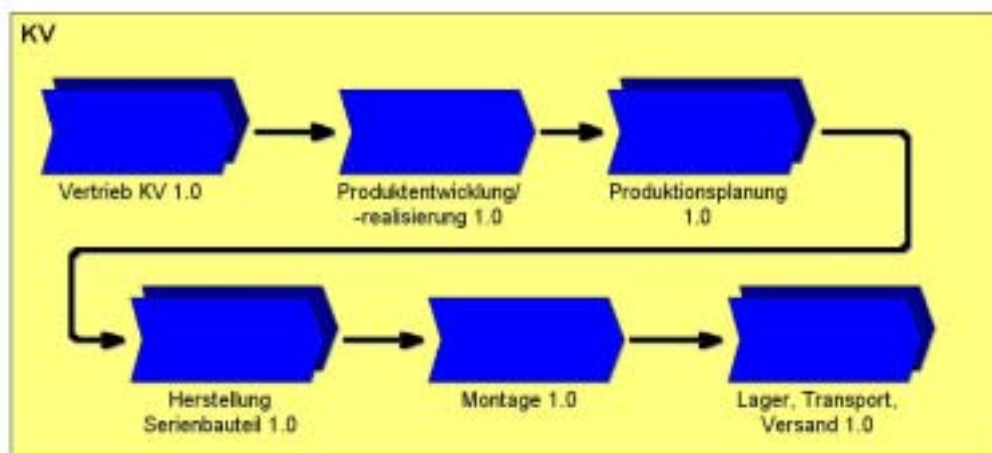 KV
Vertrieb KV 1.0
Produktentwicklung/
-realisierung 1.0
Produktionsplanung
1.0
Herstellung
Serienbauteil 1.0
Montage 1.0
Lager, Transport,
Versand 1.0